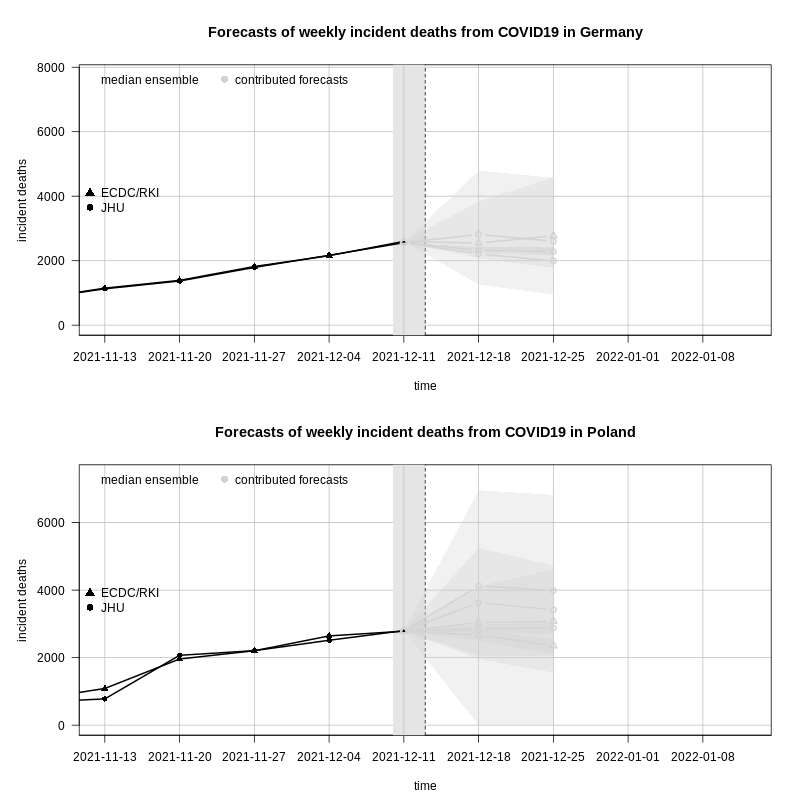 Forecasts of weekly incident deaths from COVID19 in Germany
median ensemble contributed forecasts
ECDC/RKI
JHU
incident deaths
8000
6000
4000
2000
0
2021-11-13 2021-11-20 2021-11-27 2021-12-04 2021-12-11 2021-12-18 2021-12-25 2022-01-01 2022-01-08
time
Forecasts of weekly incident deaths from COVID19 in Poland
median ensemble contributed forecasts
ECDC/RKI
JHU
incident deaths
6000
4000
2000
0
2021-11-13 2021-11-20 2021-11-27 2021-12-04 2021-12-11 2021-12-18 2021-12-25 2022-01-01 2022-01-08
time